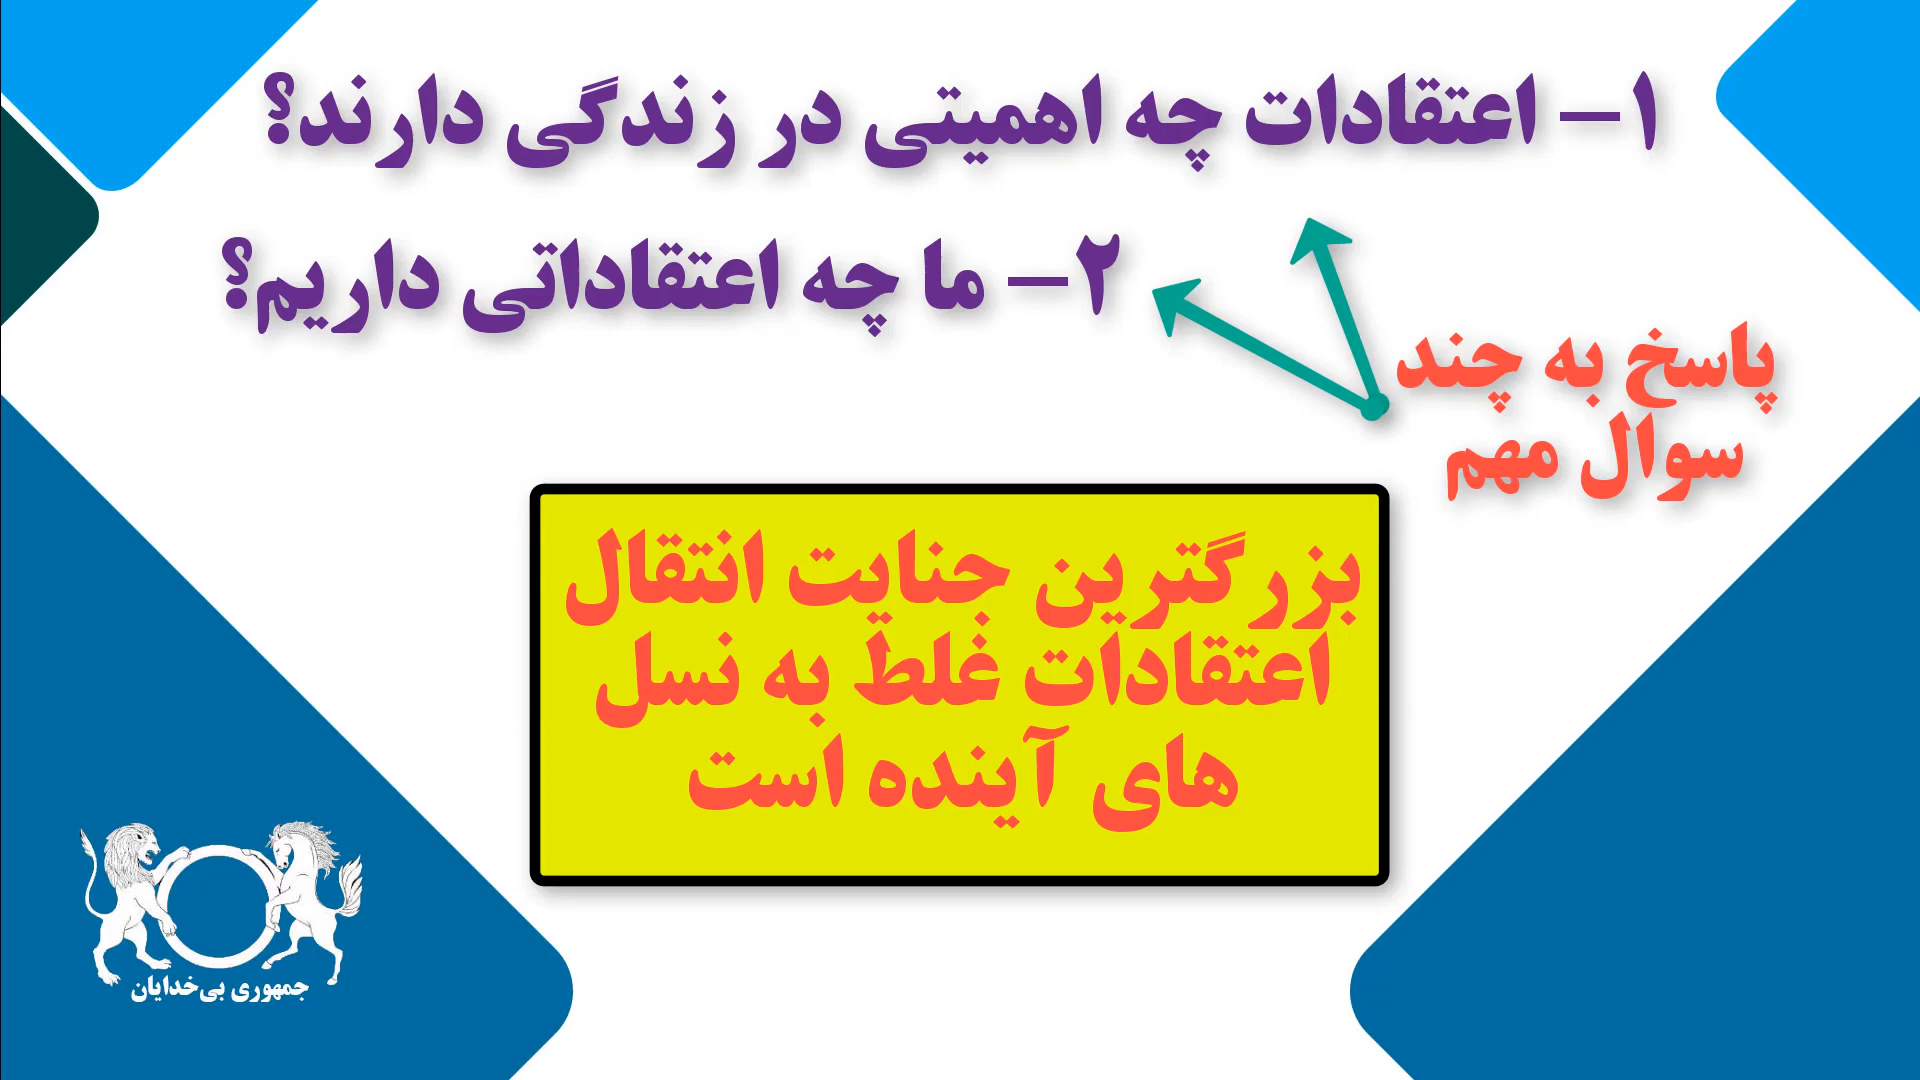 ۱- اعتقادات چه اهمیتی در زندگی دارند؟
۲- ما چه اعتقاداتی داریم؟
پاسخ به چند
سوال مهم
بزرگترین جنایت انتقال
اعتقادات غلط به نسل
های آینده است
جمهوری بی‌خدایان